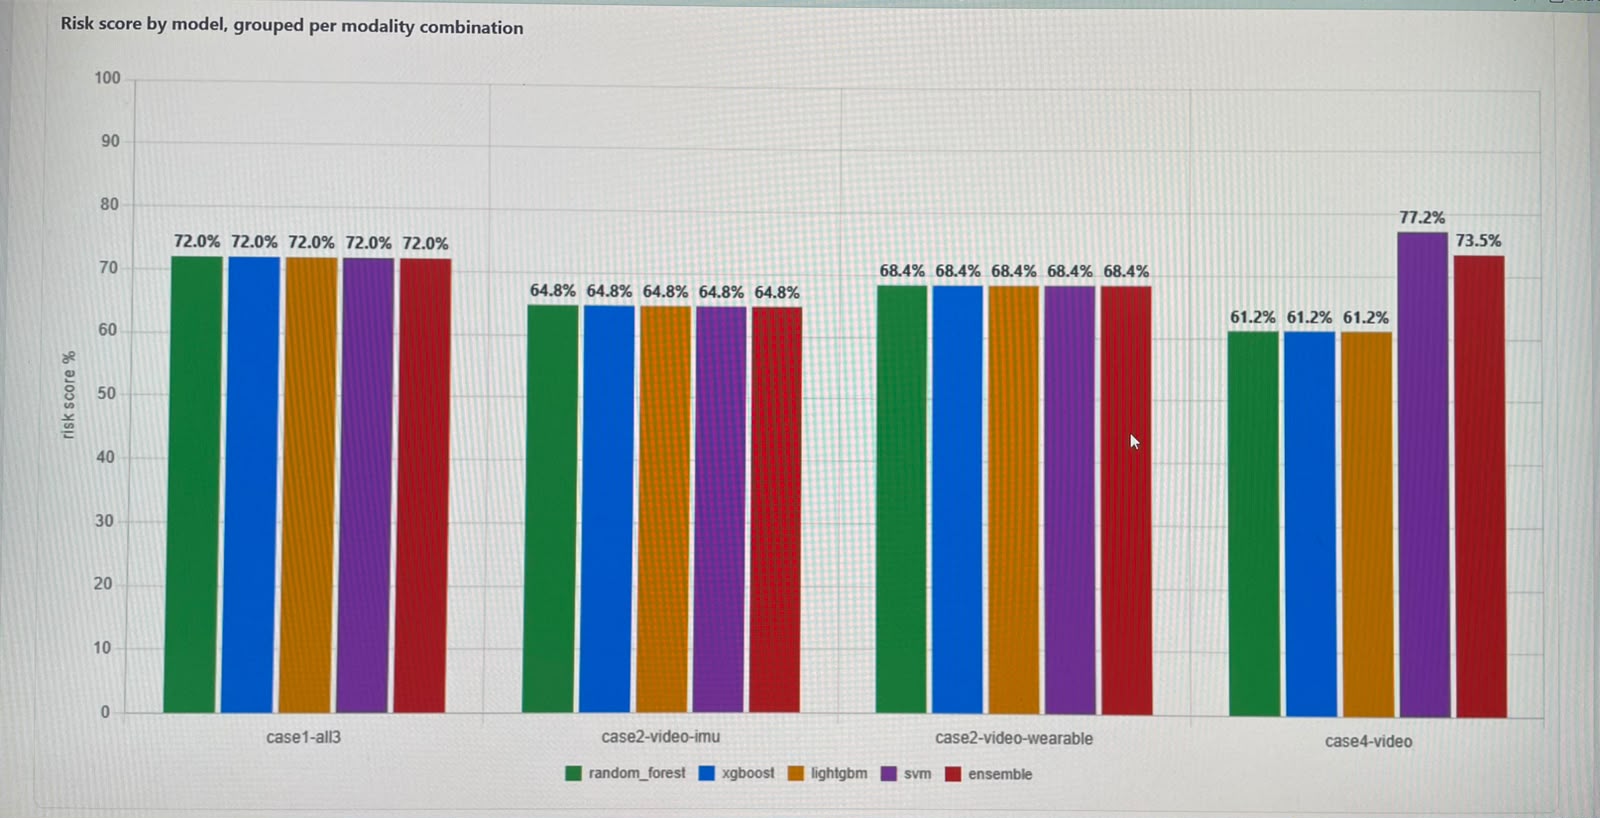 Risk score by model, grouped per modality combination
100
90
80
70
60
50
40
30
20
10
0
risk score %
72.0% 72.0% 72.0% 72.0% 72.0%
64.8% 64.8% 64.8% 64.8% 64.8%
68.4% 68.4% 68.4% 68.4% 68.4%
61.2% 61.2% 61.2% 77.2% 73.5%
case1-all3 case2-video-imu case2-video-wearable case4-video
random_forest xgboost lightgbm svm ensemble